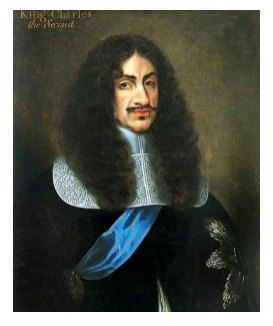 King Charles
the Second.